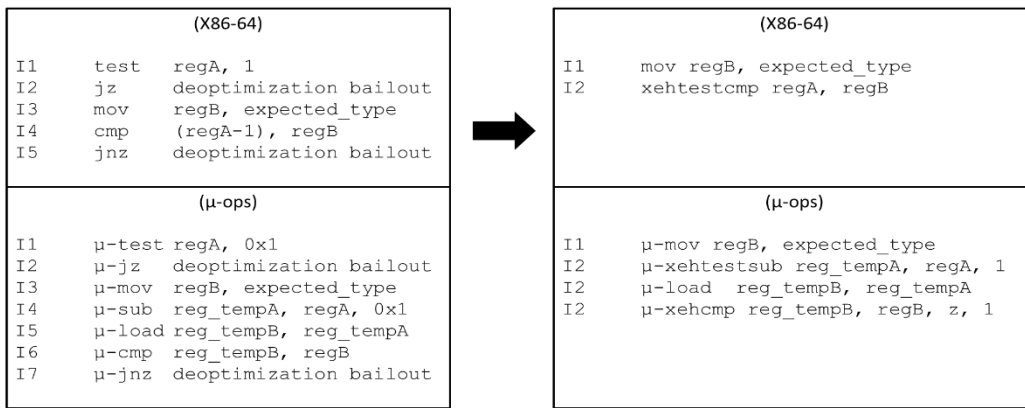 (X86-64)
I1 test regA, 1
I2 jz deoptimization bailout
I3 mov regB, expected_type
I4 cmp (regA-1), regB
I5 jnz deoptimization bailout
(µ-ops)
I1 µ-test regA, 0x1
I2 µ-jz deoptimization bailout
I3 µ-mov regB, expected_type
I4 µ-sub reg_tempA, regA, 0x1
I5 µ-load reg_tempB, reg_tempA
I6 µ-cmp reg_tempB, regB
I7 µ-jnz deoptimization bailout
(X86-64)
I1 mov regB, expected_type
I2 xehtestcmp regA, regB
(µ-ops)
I1 µ-mov regB, expected_type
I2 µ-xehtestsub reg_tempA, regA, 1
I2 µ-load reg_tempB, reg_tempA
I2 µ-xehcmp reg_tempB, regB, z, 1